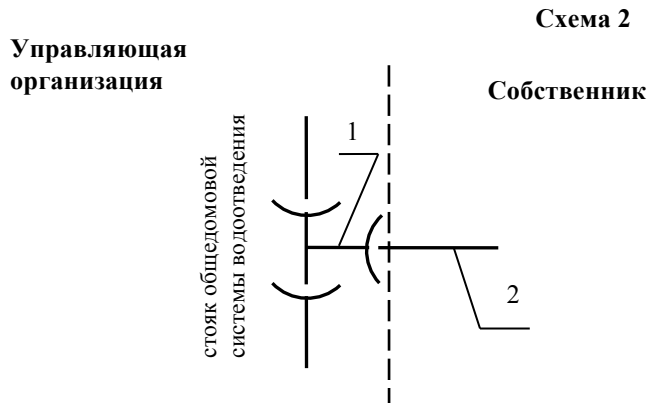 Схема 2
Управляющая
организация
Собственник
стояк общедомовой
системы водоотведения
1
2